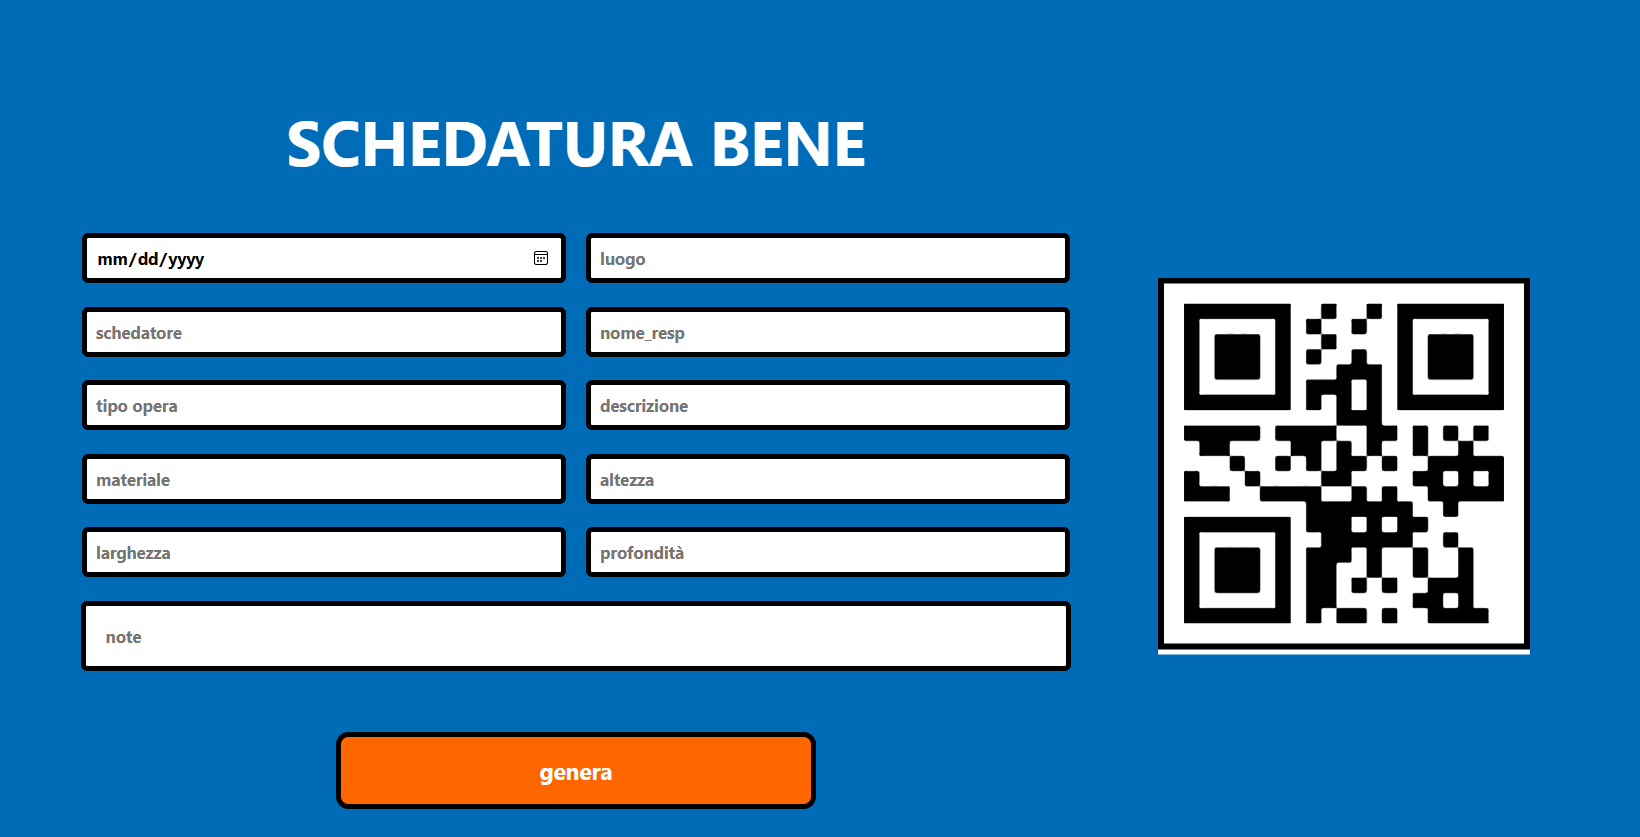 SCHEDATURA BENE
mm/dd/yyyy
luogo
schedatore
nome_resp
tipo opera
descrizione
materiale
altezza
larghezza
profondità
note
genera